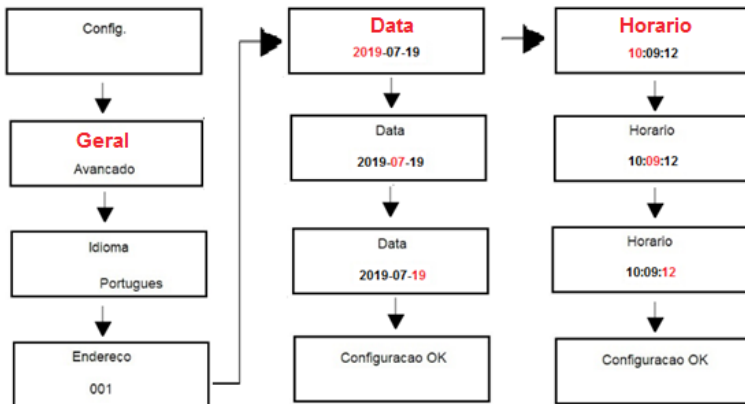 Config.
Geral
Avancado
Idioma
Portugues
Endereco
001
Data
2019-07-19
Data
2019-07-19
Data
2019-07-19
Configuracao OK
Horario
10:09:12
Horario
10:09:12
Horario
10:09:12
Configuracao OK